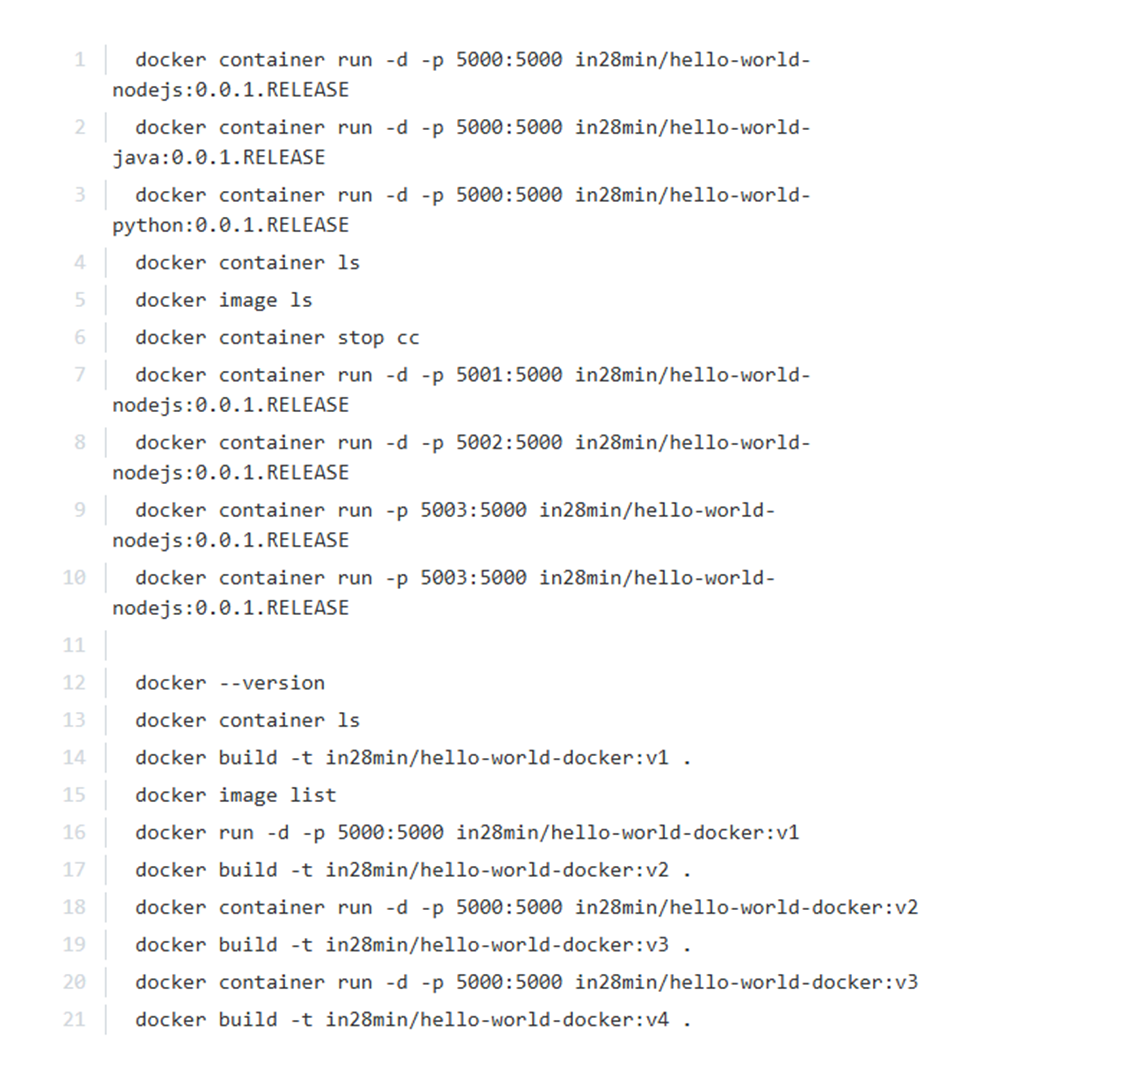 1 docker container run -d -p 5000:5000 in28min/hello-world-
nodejs:0.0.1.RELEASE
2 docker container run -d -p 5000:5000 in28min/hello-world-
java:0.0.1.RELEASE
3 docker container run -d -p 5000:5000 in28min/hello-world-
python:0.0.1.RELEASE
4 docker container ls
5 docker image ls
6 docker container stop cc
7 docker container run -d -p 5001:5000 in28min/hello-world-
nodejs:0.0.1.RELEASE
8 docker container run -d -p 5002:5000 in28min/hello-world-
nodejs:0.0.1.RELEASE
9 docker container run -p 5003:5000 in28min/hello-world-
nodejs:0.0.1.RELEASE
10 docker container run -p 5003:5000 in28min/hello-world-
nodejs:0.0.1.RELEASE
11
12 docker --version
13 docker container ls
14 docker build -t in28min/hello-world-docker:v1 .
15 docker image list
16 docker run -d -p 5000:5000 in28min/hello-world-docker:v1
17 docker build -t in28min/hello-world-docker:v2 .
18 docker container run -d -p 5000:5000 in28min/hello-world-docker:v2
19 docker build -t in28min/hello-world-docker:v3 .
20 docker container run -d -p 5000:5000 in28min/hello-world-docker:v3
21 docker build -t in28min/hello-world-docker:v4 .